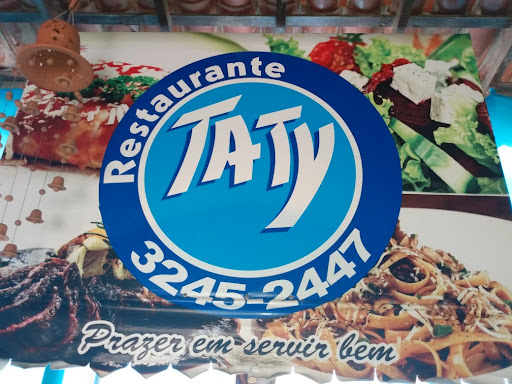 Restaurante
TATY
3245-2447
Prazer em servir bem